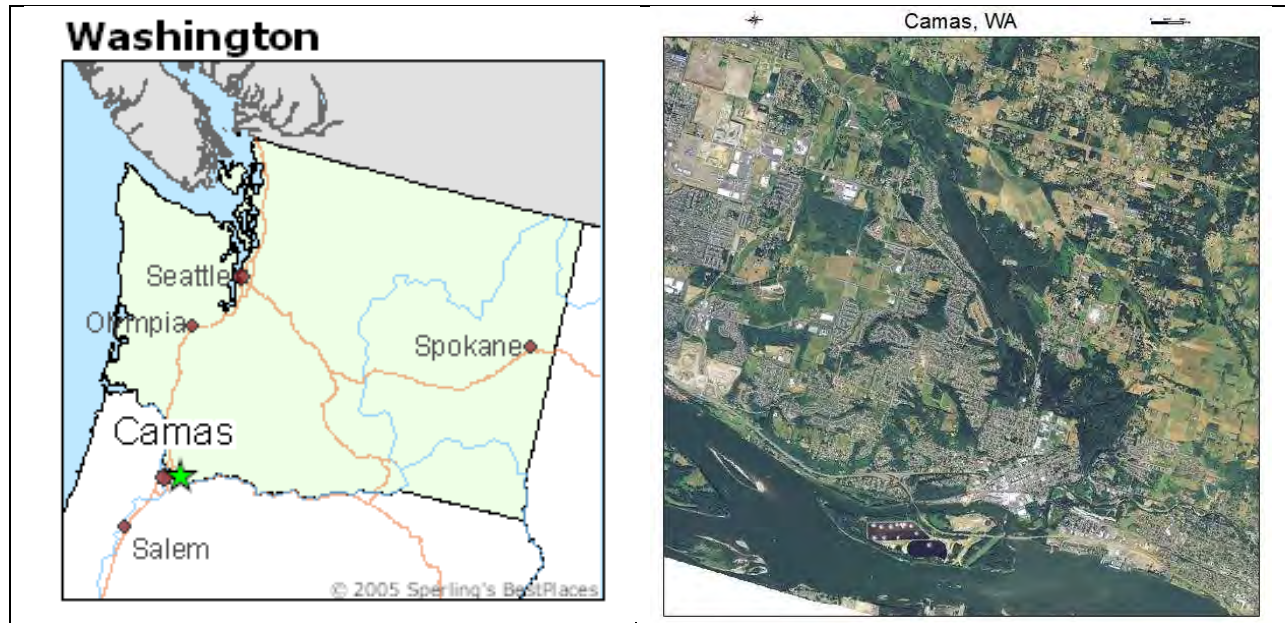 Washington
Seattle
Olympia
Spokane
Camas
Salem
© 2005 Sperling's BestPlaces
Camas, WA